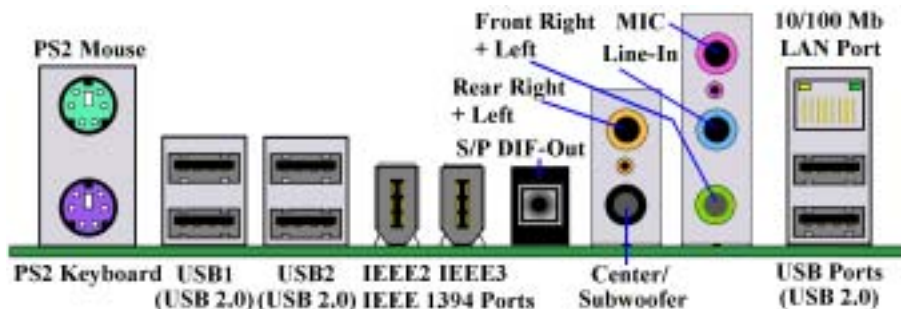 PS2 Mouse
Front Right
+ Left
MIC
Line-In
10/100 Mb
LAN Port
Rear Right
+ Left
S/P DIF-Out
PS2 Keyboard
USB1
(USB 2.0)
USB2
(USB 2.0)
IEEE2
IEEE3
IEEE 1394 Ports
Center/
Subwoofer
USB Ports
(USB 2.0)